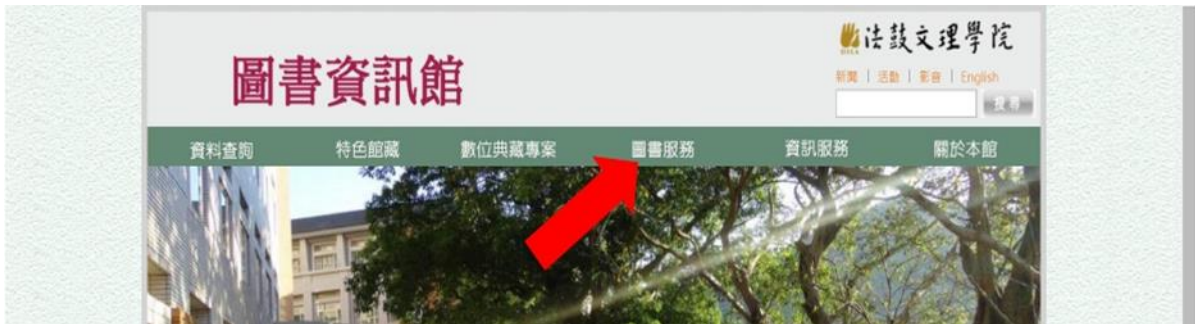 法鼓文理學院
圖書資訊館
新聞 | 活動 | 影音 | English
搜尋
資料查詢 特色館藏 數位典藏專案 圖書服務 資訊服務 關於本館